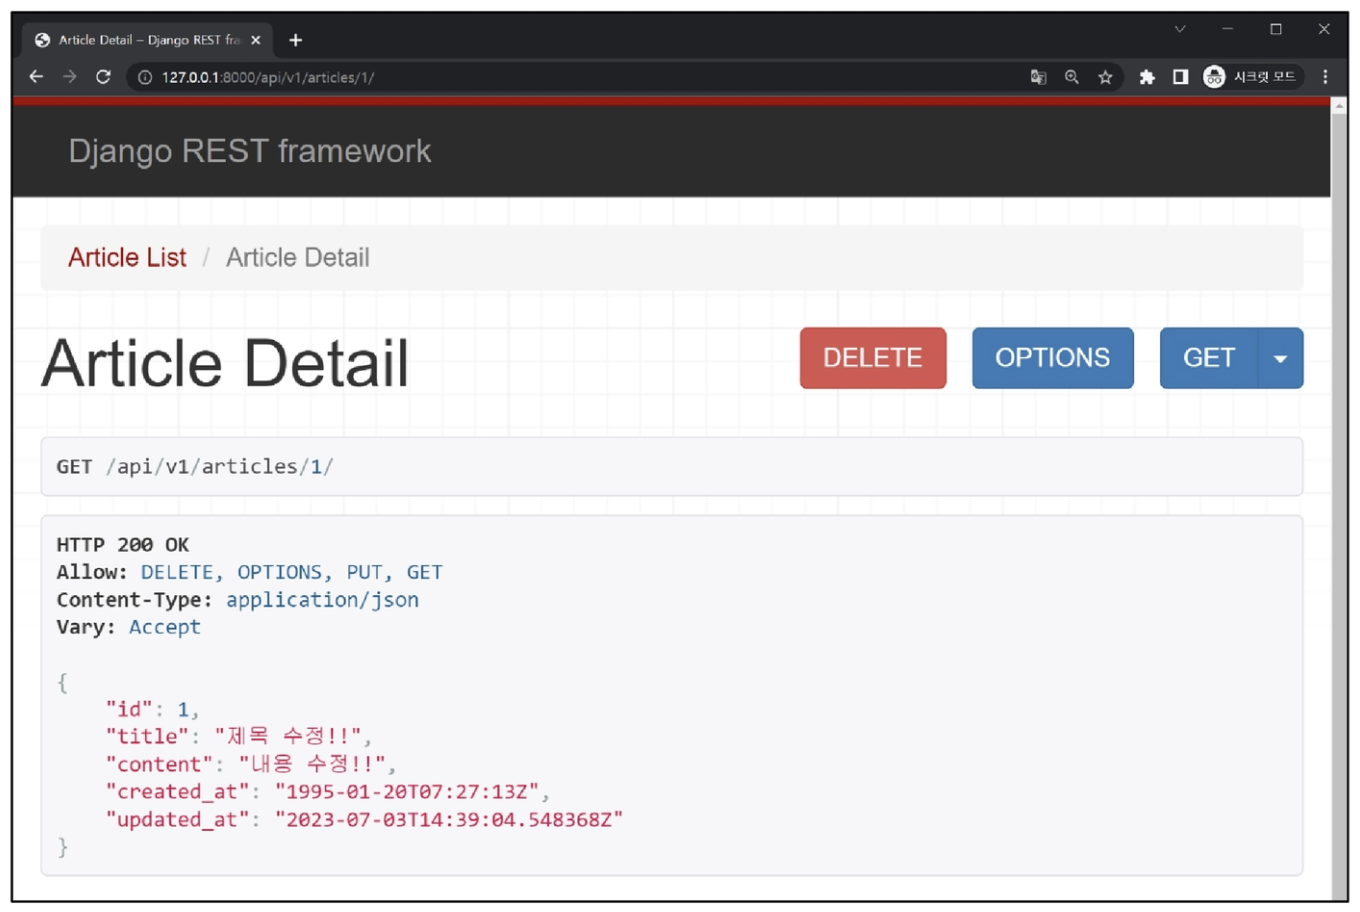 Article Detail – Django REST fra
127.0.0.1:8000/api/v1/articles/1/
시크릿 모드
Django REST framework
Article List / Article Detail
Article Detail
DELETE
OPTIONS
GET
GET /api/v1/articles/1/
HTTP 200 OK
Allow: DELETE, OPTIONS, PUT, GET
Content-Type: application/json
Vary: Accept
{
"id": 1,
"title": "제목 수정!!",
"content": "내용 수정!!",
"created_at": "1995-01-20T07:27:13Z",
"updated_at": "2023-07-03T14:39:04.548368Z"
}